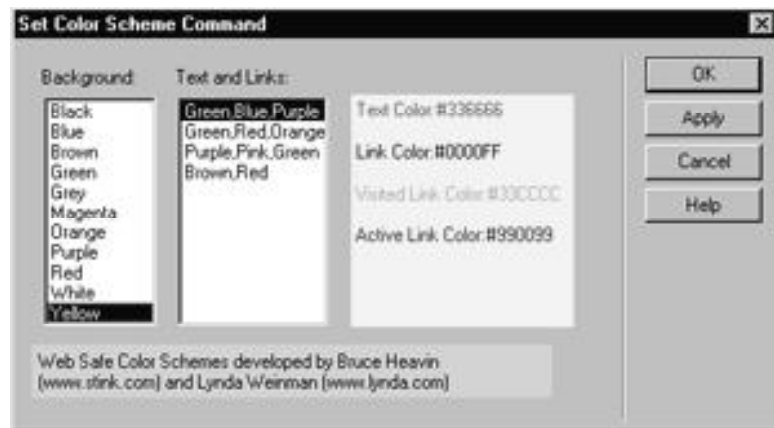 Set Color Scheme Command
Background:
Black
Blue
Brown
Green
Grey
Magenta
Orange
Purple
Red
White
Yellow
Text and Links:
Green,Blue,Purple
Green,Red,Orange
Purple,Pink,Green
Brown,Red
Text Color:#336666
Link Color:#0000FF
Visited Link Color:#33CCCC
Active Link Color:#990099
OK
Apply
Cancel
Help
Web Safe Color Schemes developed by Bruce Heavin
(www.stink.com) and Lynda Weinman (www.lynda.com)